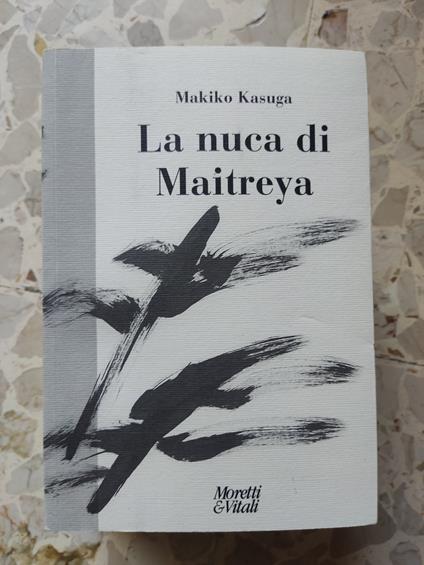 Makiko Kasuga
La nuca di
Maitreya
Moretti
&Vitali